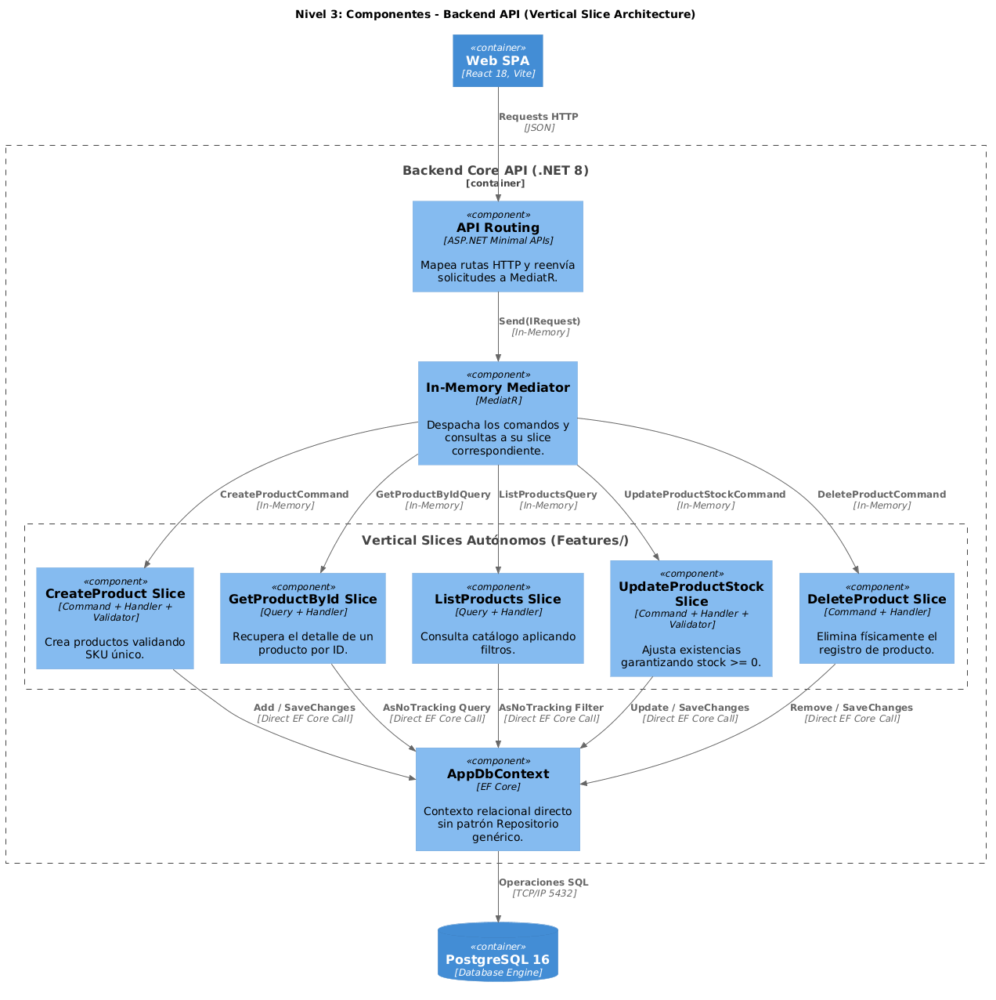 Nivel 3: Componentes - Backend API (Vertical Slice Architecture)
«container»
Web SPA
[React 18, Vite]
Requests HTTP
[JSON]
Backend Core API (.NET 8)
[container]
«component»
API Routing
[ASP.NET Minimal APIs]
Mapea rutas HTTP y reenvía
solicitudes a MediatR.
Send(IRequest)
[In-Memory]
«component»
In-Memory Mediator
[MediatR]
Despacha los comandos y
consultas a su slice
correspondiente.
CreateProductCommand
[In-Memory]
GetProductByIdQuery
[In-Memory]
ListProductsQuery
[In-Memory]
UpdateProductStockCommand
[In-Memory]
DeleteProductCommand
[In-Memory]
Vertical Slices Autónomos (Features/)
«component»
CreateProduct Slice
[Command + Handler +
Validator]
Crea productos validando
SKU único.
«component»
GetProductById Slice
[Query + Handler]
Recupera el detalle de un
producto por ID.
«component»
ListProducts Slice
[Query + Handler]
Consulta catálogo aplicando
filtros.
«component»
UpdateProductStock
Slice
[Command + Handler +
Validator]
Ajusta existencias
garantizando stock >= 0.
«component»
DeleteProduct Slice
[Command + Handler]
Elimina físicamente el
registro de producto.
Add / SaveChanges
[Direct EF Core Call]
AsNoTracking Query
[Direct EF Core Call]
AsNoTracking Filter
[Direct EF Core Call]
Update / SaveChanges
[Direct EF Core Call]
Remove / SaveChanges
[Direct EF Core Call]
«component»
AppDbContext
[EF Core]
Contexto relacional directo
sin patrón Repositorio
genérico.
Operaciones SQL
[TCP/IP 5432]
«container»
PostgreSQL 16
[Database Engine]